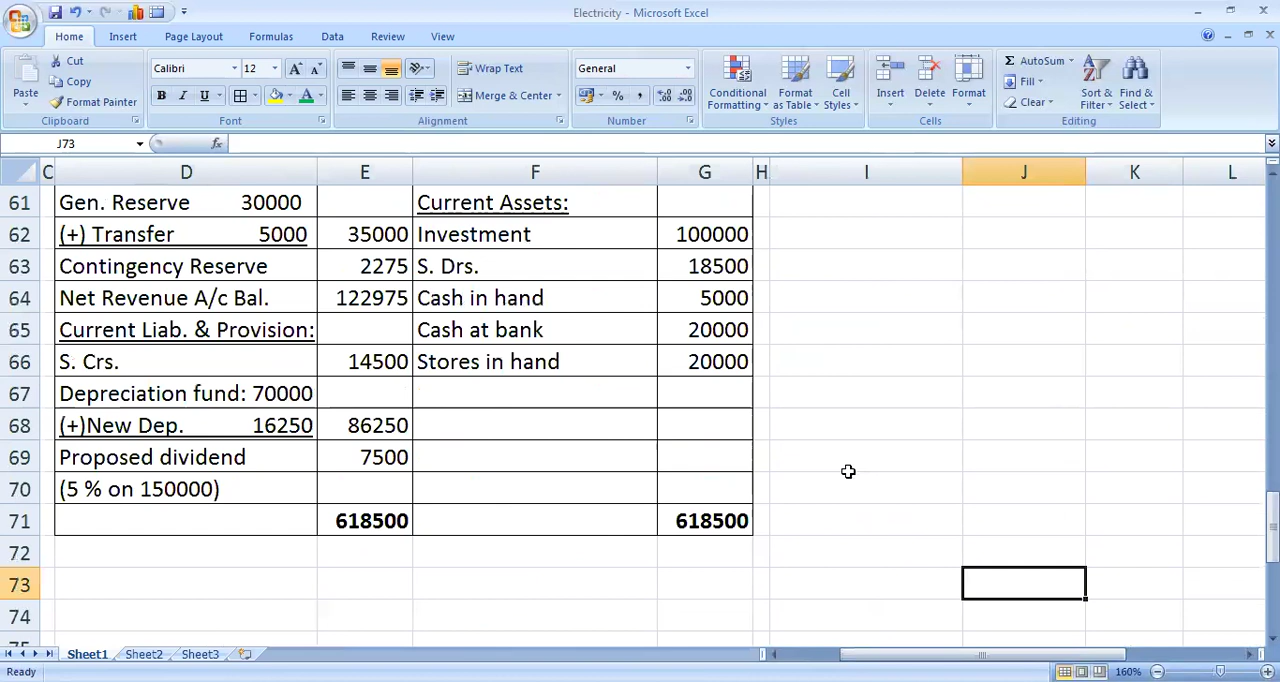 Electricity - Microsoft Excel
Home Insert Page Layout Formulas Data Review View
Cut
Copy
Format Painter
Paste
Clipboard
Calibri 12
B I U
Font
Wrap Text
Merge & Center
Alignment
General
% ,
Number
Conditional Formatting
Format as Table
Cell Styles
Styles
Insert Delete Format
Cells
Σ AutoSum
Fill
Clear
Sort & Filter
Find & Select
Editing
J73 fx
C D E F G H I J K L
61 Gen. Reserve 30000 Current Assets:
62 (+) Transfer 5000 35000 Investment 100000
63 Contingency Reserve 2275 S. Drs. 18500
64 Net Revenue A/c Bal. 122975 Cash in hand 5000
65 Current Liab. & Provision: Cash at bank 20000
66 S. Crs. 14500 Stores in hand 20000
67 Depreciation fund: 70000
68 (+)New Dep. 16250 86250
69 Proposed dividend 7500
70 (5 % on 150000)
71 618500 618500
72
73
74
75
Sheet1 Sheet2 Sheet3
Ready 160%